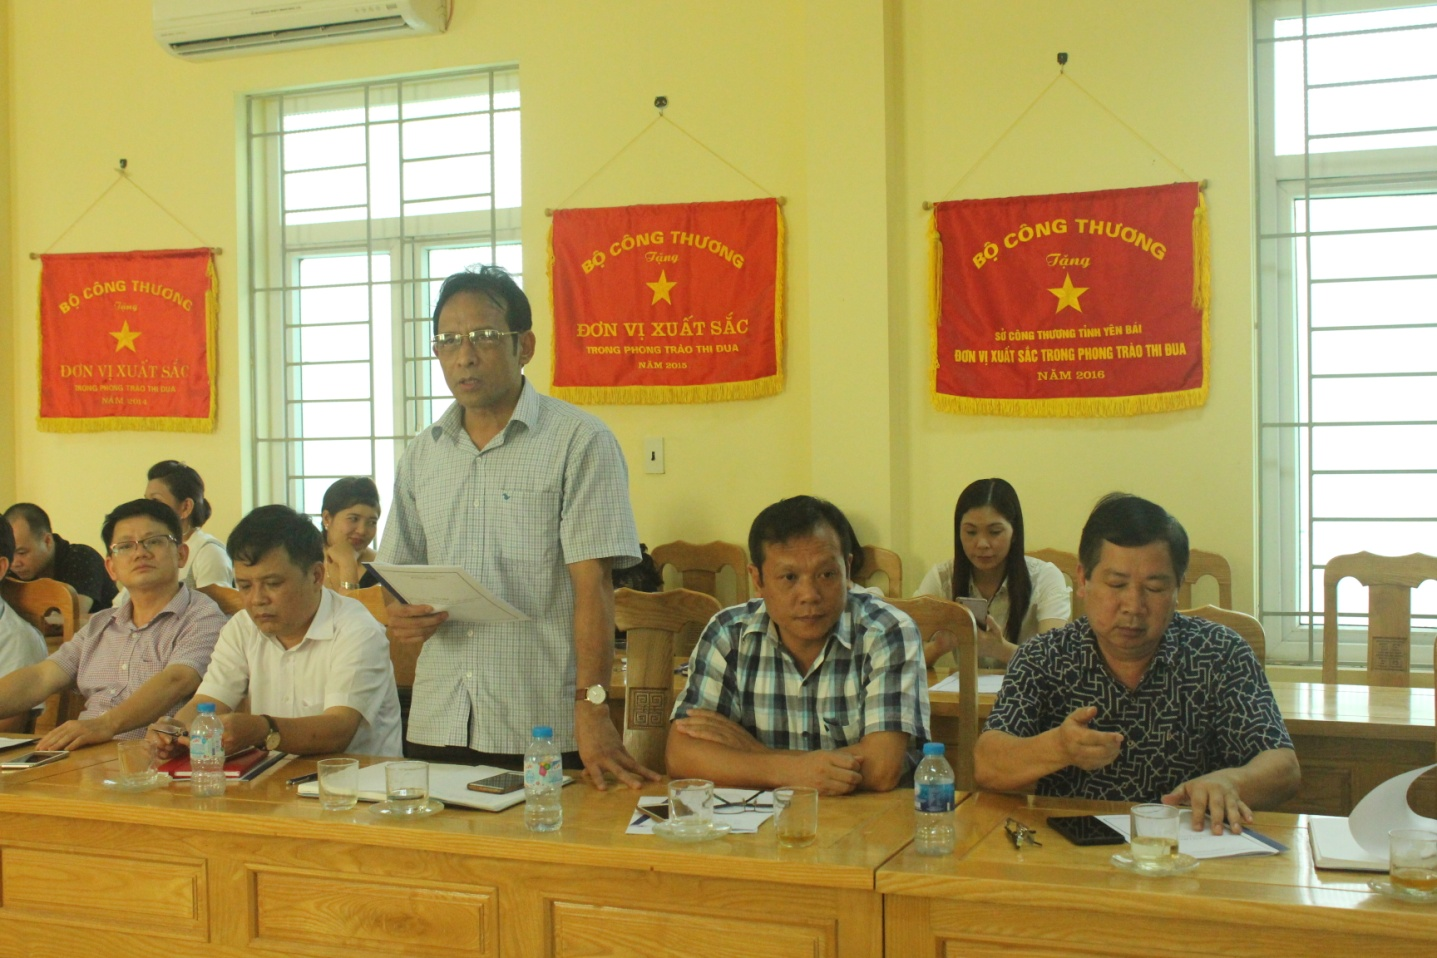 BỘ CÔNG THƯƠNG
Tặng
ĐƠN VỊ XUẤT SẮC
TRONG PHONG TRÀO THI ĐUA
NĂM 2014
BỘ CÔNG THƯƠNG
Tặng
ĐƠN VỊ XUẤT SẮC
TRONG PHONG TRÀO THI ĐUA
NĂM 2015
BỘ CÔNG THƯƠNG
Tặng
SỞ CÔNG THƯƠNG TỈNH YÊN BÁI
ĐƠN VỊ XUẤT SẮC TRONG PHONG TRÀO THI ĐUA
NĂM 2016